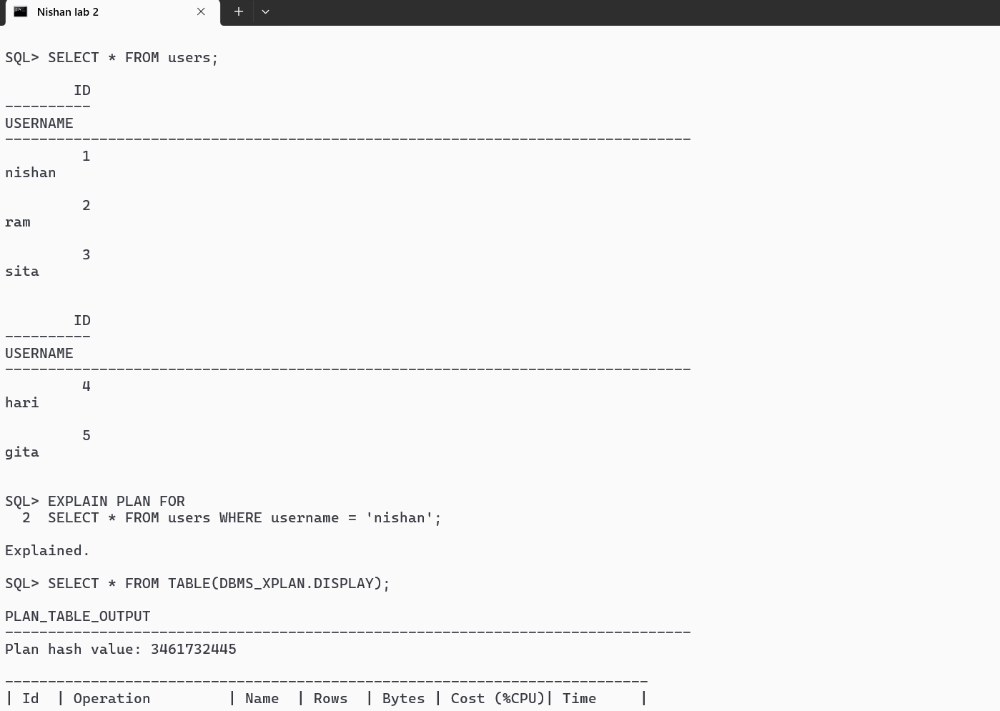 Nishan lab 2
SQL> SELECT * FROM users;
        ID
----------
USERNAME
--------------------------------------------------------------------------------
         1
nishan
         2
ram
         3
sita
        ID
----------
USERNAME
--------------------------------------------------------------------------------
         4
hari
         5
gita
SQL> EXPLAIN PLAN FOR
  2  SELECT * FROM users WHERE username = 'nishan';
Explained.
SQL> SELECT * FROM TABLE(DBMS_XPLAN.DISPLAY);
PLAN_TABLE_OUTPUT
--------------------------------------------------------------------------------
Plan hash value: 3461732445
---------------------------------------------------------------------------
| Id  | Operation         | Name  | Rows  | Bytes | Cost (%CPU)| Time     |